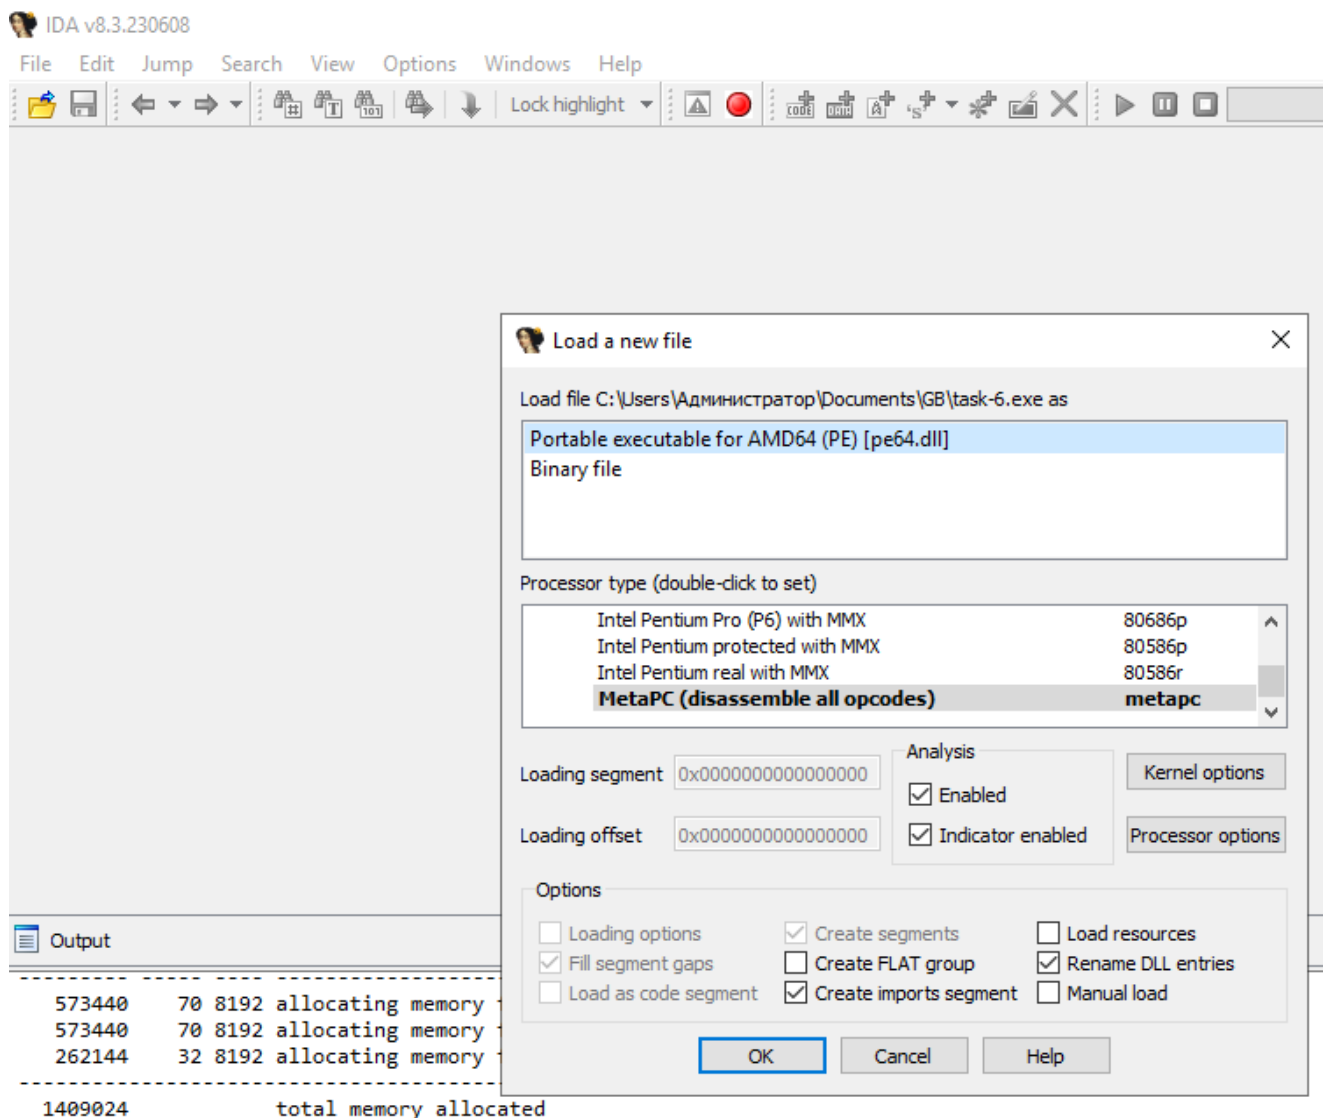 IDA v8.3.230608
File Edit Jump Search View Options Windows Help
Lock highlight
Load a new file
Load file C:\Users\Администратор\Documents\GB\task-6.exe as
Portable executable for AMD64 (PE) [pe64.dll]
Binary file
Processor type (double-click to set)
Intel Pentium Pro (P6) with MMX 80686p
Intel Pentium protected with MMX 80586p
Intel Pentium real with MMX 80586r
MetaPC (disassemble all opcodes) metapc
Analysis
Loading segment 0x0000000000000000 Enabled Kernel options
Loading offset 0x0000000000000000 Indicator enabled Processor options
Options
Loading options Create segments Load resources
Fill segment gaps Create FLAT group Rename DLL entries
Load as code segment Create imports segment Manual load
OK Cancel Help
Output
--------- ----- ---- --------------------
573440 70 8192 allocating memory
573440 70 8192 allocating memory
262144 32 8192 allocating memory
-----------------------------------------
1409024 total memory allocated